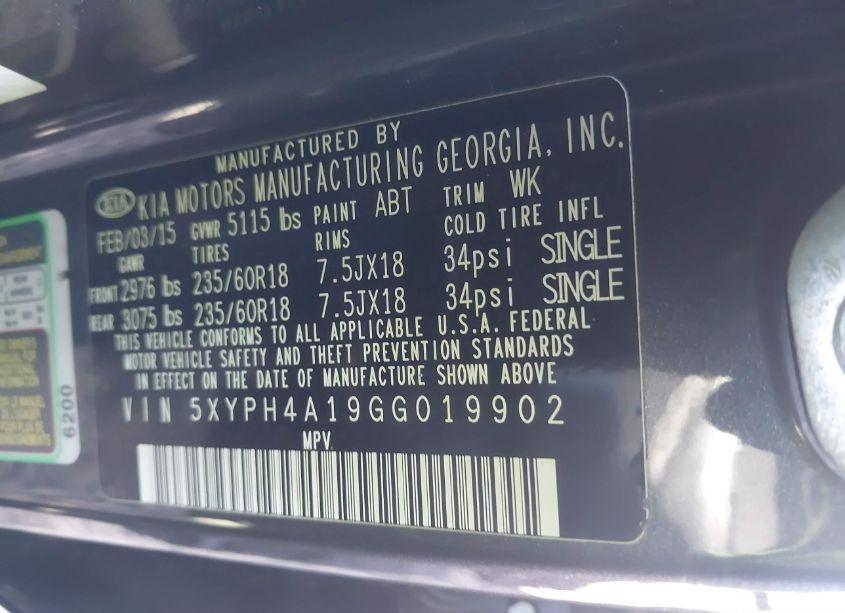 MANUFACTURED BY
KIA KIA MOTORS MANUFACTURING GEORGIA, INC.
FEB/03/15 GVWR 5115 lbs PAINT ABT TRIM WK
GAWR TIRES RIMS COLD TIRE INFL
FRONT 2976 lbs 235/60R18 7.5JX18 34psi SINGLE
REAR 3075 lbs 235/60R18 7.5JX18 34psi SINGLE
THIS VEHICLE CONFORMS TO ALL APPLICABLE U.S.A. FEDERAL
MOTOR VEHICLE SAFETY AND THEFT PREVENTION STANDARDS
IN EFFECT ON THE DATE OF MANUFACTURE SHOWN ABOVE
VIN 5XYPH4A19GG019902
MPV
6200